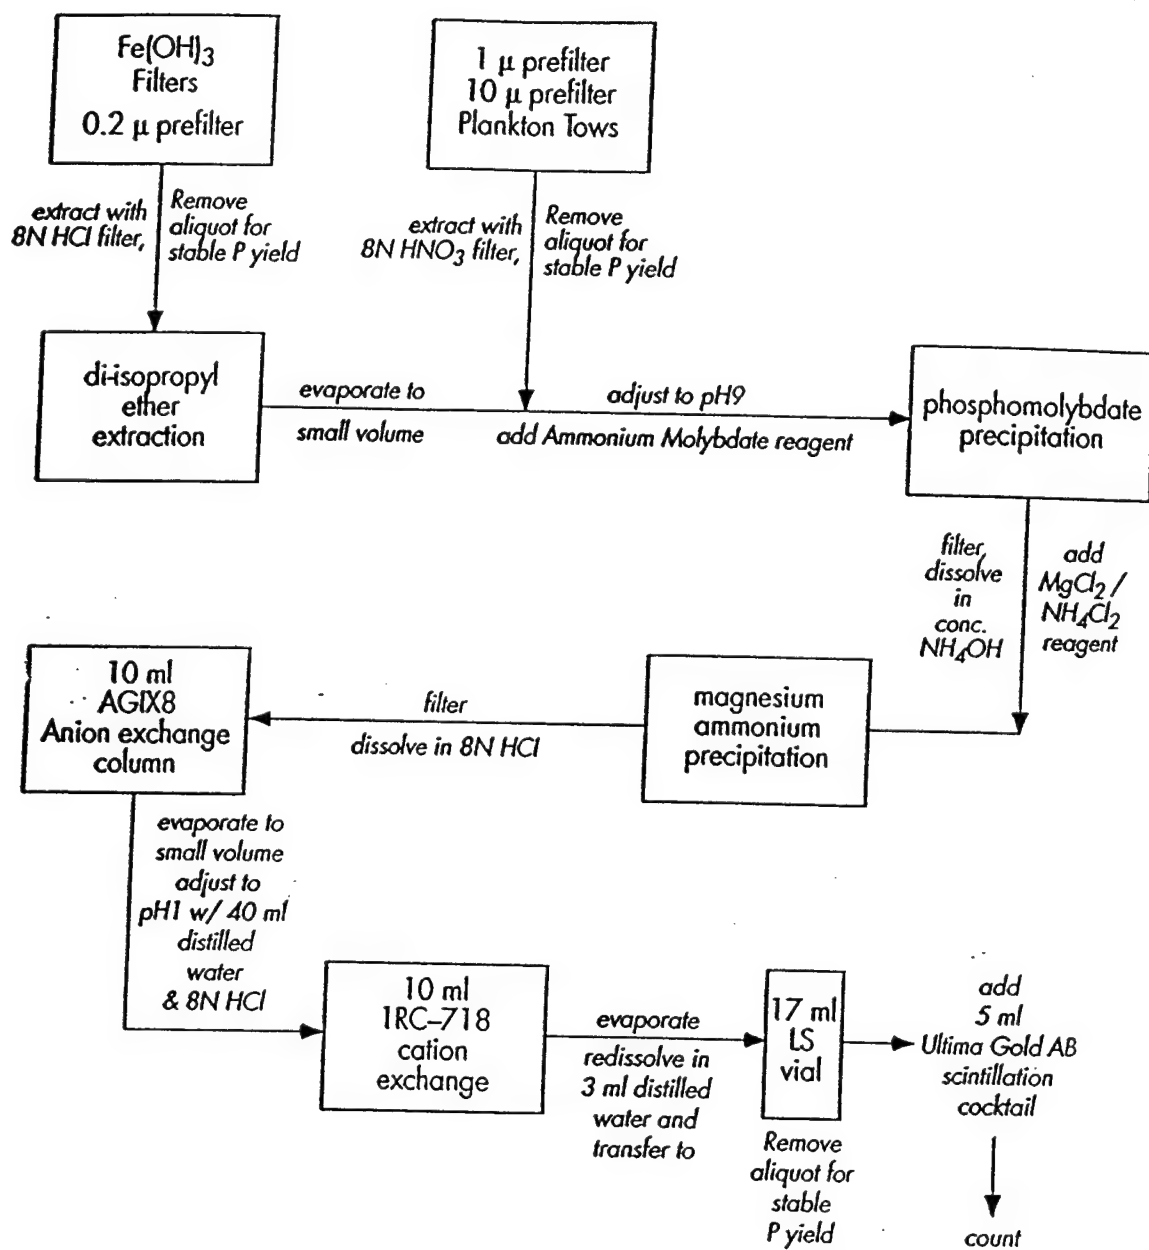 Fe(OH)3
Filters
0.2 μ prefilter
1 μ prefilter
10 μ prefilter
Plankton Tows
extract with
8N HCl filter,
Remove
aliquot for
stable P yield
extract with
8N HNO3 filter,
Remove
aliquot for
stable P yield
di-isopropyl
ether
extraction
evaporate to
small volume
adjust to pH9
add Ammonium Molybdate reagent
phosphomolybdate
precipitation
filter,
dissolve
in
conc.
NH4OH
add
MgCl2 /
NH4Cl2
reagent
magnesium
ammonium
precipitation
filter
dissolve in 8N HCl
10 ml
AGIX8
Anion exchange
column
evaporate to
small volume
adjust to
pH1 w/ 40 ml
distilled
water
& 8N HCl
10 ml
1RC–718
cation
exchange
evaporate
redissolve in
3 ml distilled
water and
transfer to
17 ml
LS
vial
Remove
aliquot for
stable
P yield
add
5 ml
Ultima Gold AB
scintillation
cocktail
count